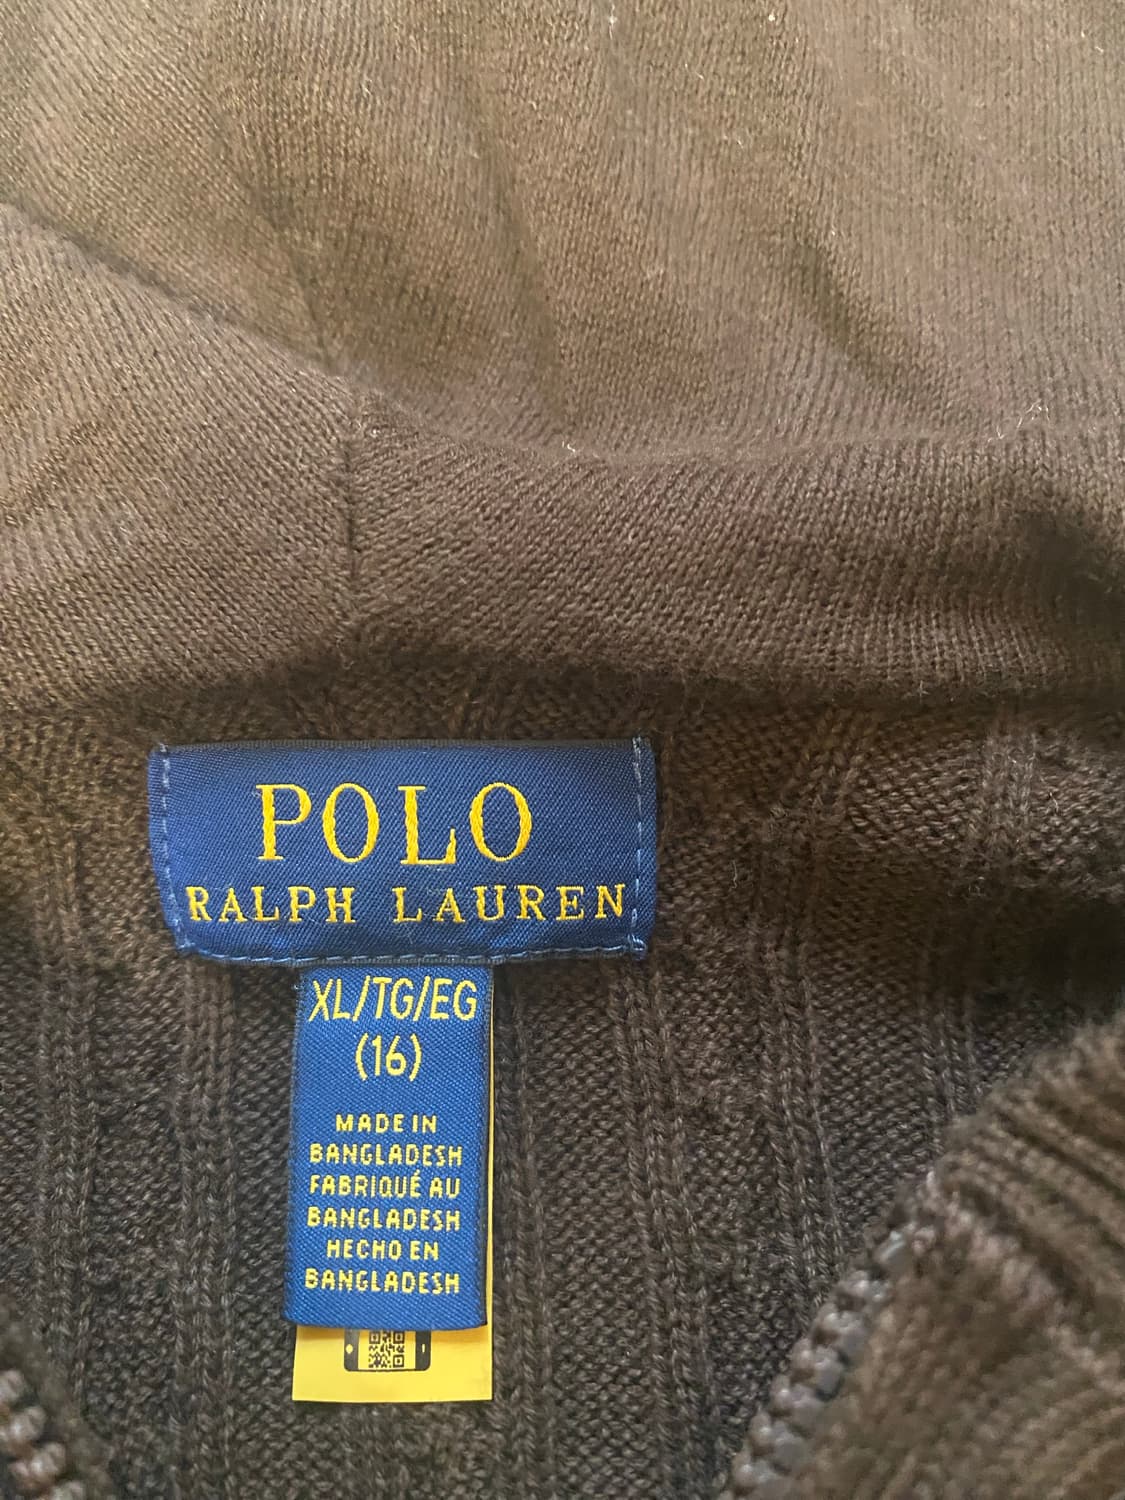 POLO
RALPH LAUREN
XL/TG/EG
(16)
MADE IN
BANGLADESH
FABRIQUÉ AU
BANGLADESH
HECHO EN
BANGLADESH